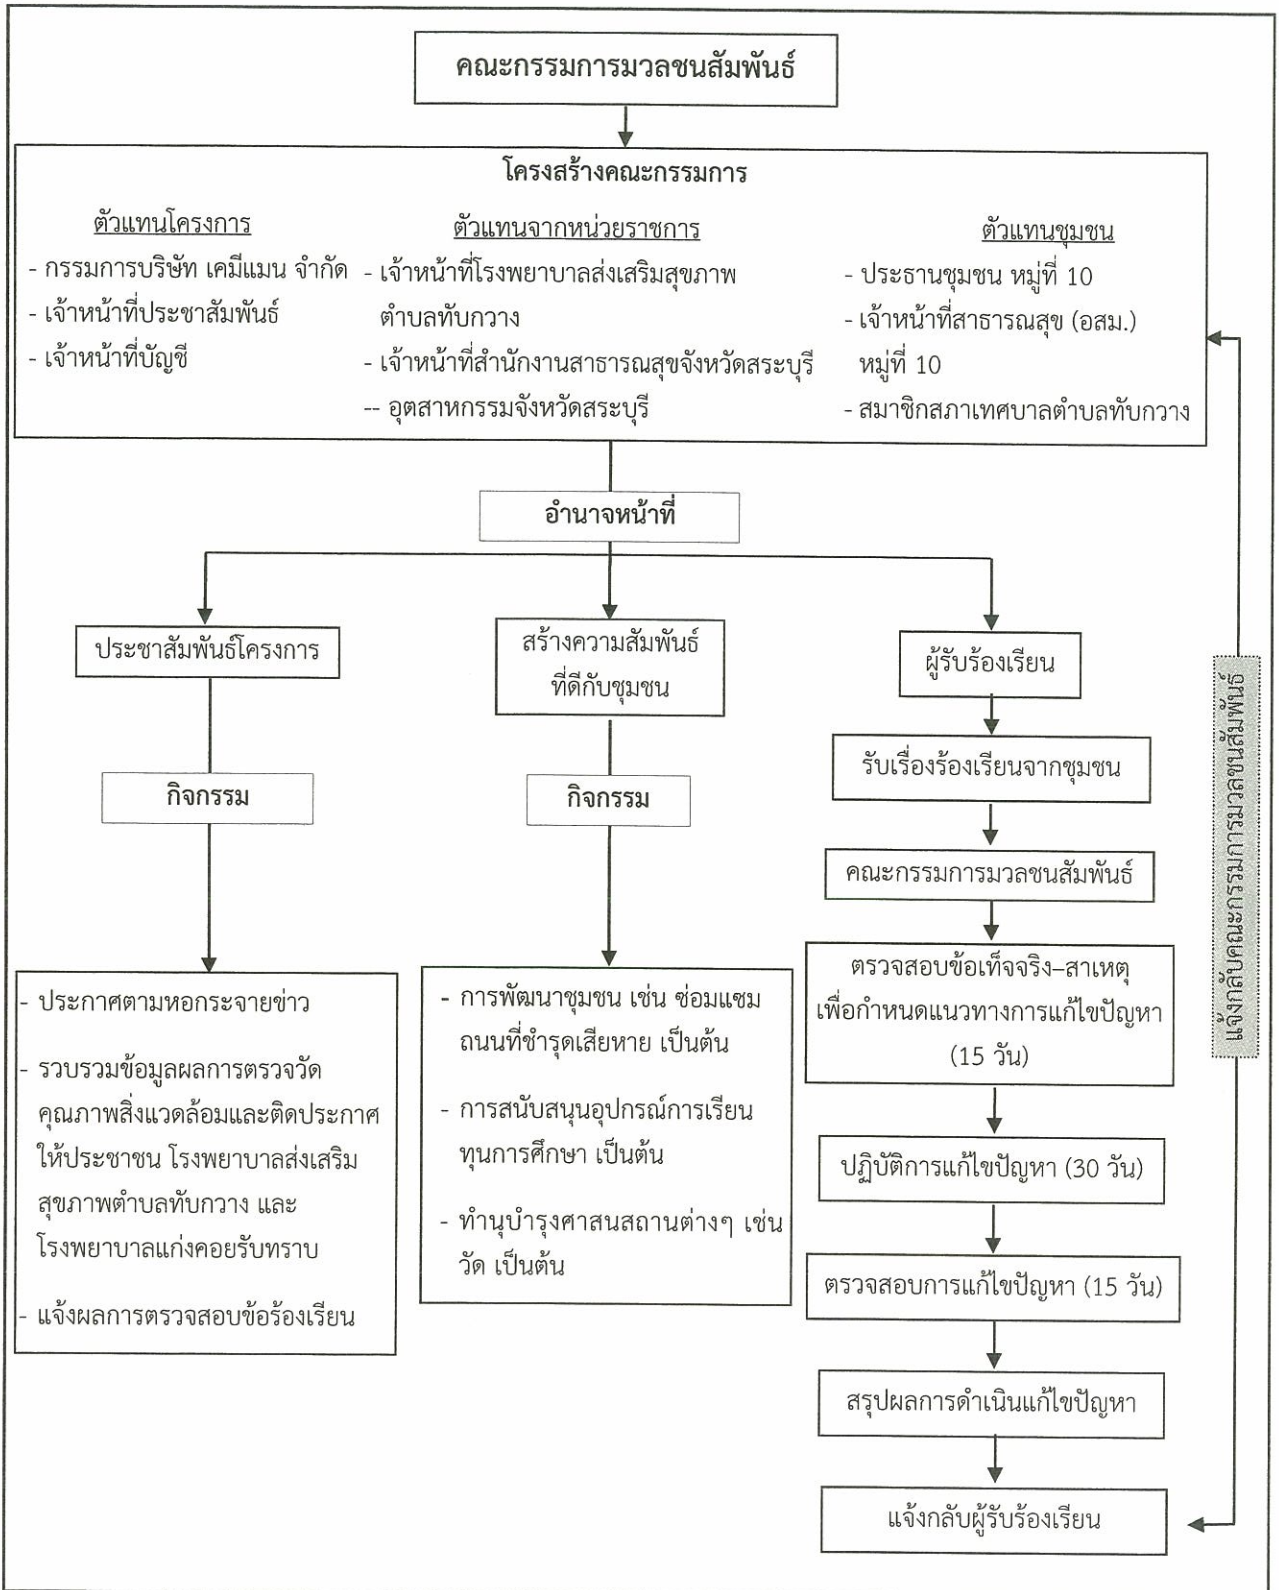 คณะกรรมการมวลชนสัมพันธ์
โครงสร้างคณะกรรมการ
ตัวแทนโครงการ
- กรรมการบริษัท เคมีแมน จำกัด
- เจ้าหน้าที่ประชาสัมพันธ์
- เจ้าหน้าที่บัญชี
ตัวแทนจากหน่วยราชการ
- เจ้าหน้าที่โรงพยาบาลส่งเสริมสุขภาพ
ตำบลทับกวาง
- เจ้าหน้าที่สำนักงานสาธารณสุขจังหวัดสระบุรี
-- อุตสาหกรรมจังหวัดสระบุรี
ตัวแทนชุมชน
- ประธานชุมชน หมู่ที่ 10
- เจ้าหน้าที่สาธารณสุข (อสม.)
หมู่ที่ 10
- สมาชิกสภาเทศบาลตำบลทับกวาง
อำนาจหน้าที่
ประชาสัมพันธ์โครงการ
กิจกรรม
- ประกาศตามหอกระจายข่าว
- รวบรวมข้อมูลผลการตรวจวัด
คุณภาพสิ่งแวดล้อมและติดประกาศ
ให้ประชาชน โรงพยาบาลส่งเสริม
สุขภาพตำบลทับกวาง และ
โรงพยาบาลแก่งคอยรับทราบ
- แจ้งผลการตรวจสอบข้อร้องเรียน
สร้างความสัมพันธ์
ที่ดีกับชุมชน
กิจกรรม
- การพัฒนาชุมชน เช่น ซ่อมแซม
ถนนที่ชำรุดเสียหาย เป็นต้น
- การสนับสนุนอุปกรณ์การเรียน
ทุนการศึกษา เป็นต้น
- ทำนุบำรุงศาสนสถานต่างๆ เช่น
วัด เป็นต้น
ผู้รับร้องเรียน
รับเรื่องร้องเรียนจากชุมชน
คณะกรรมการมวลชนสัมพันธ์
ตรวจสอบข้อเท็จจริง–สาเหตุ
เพื่อกำหนดแนวทางการแก้ไขปัญหา
(15 วัน)
ปฏิบัติการแก้ไขปัญหา (30 วัน)
ตรวจสอบการแก้ไขปัญหา (15 วัน)
สรุปผลการดำเนินแก้ไขปัญหา
แจ้งกลับผู้รับร้องเรียน
แจ้งกลับคณะกรรมการมวลชนสัมพันธ์